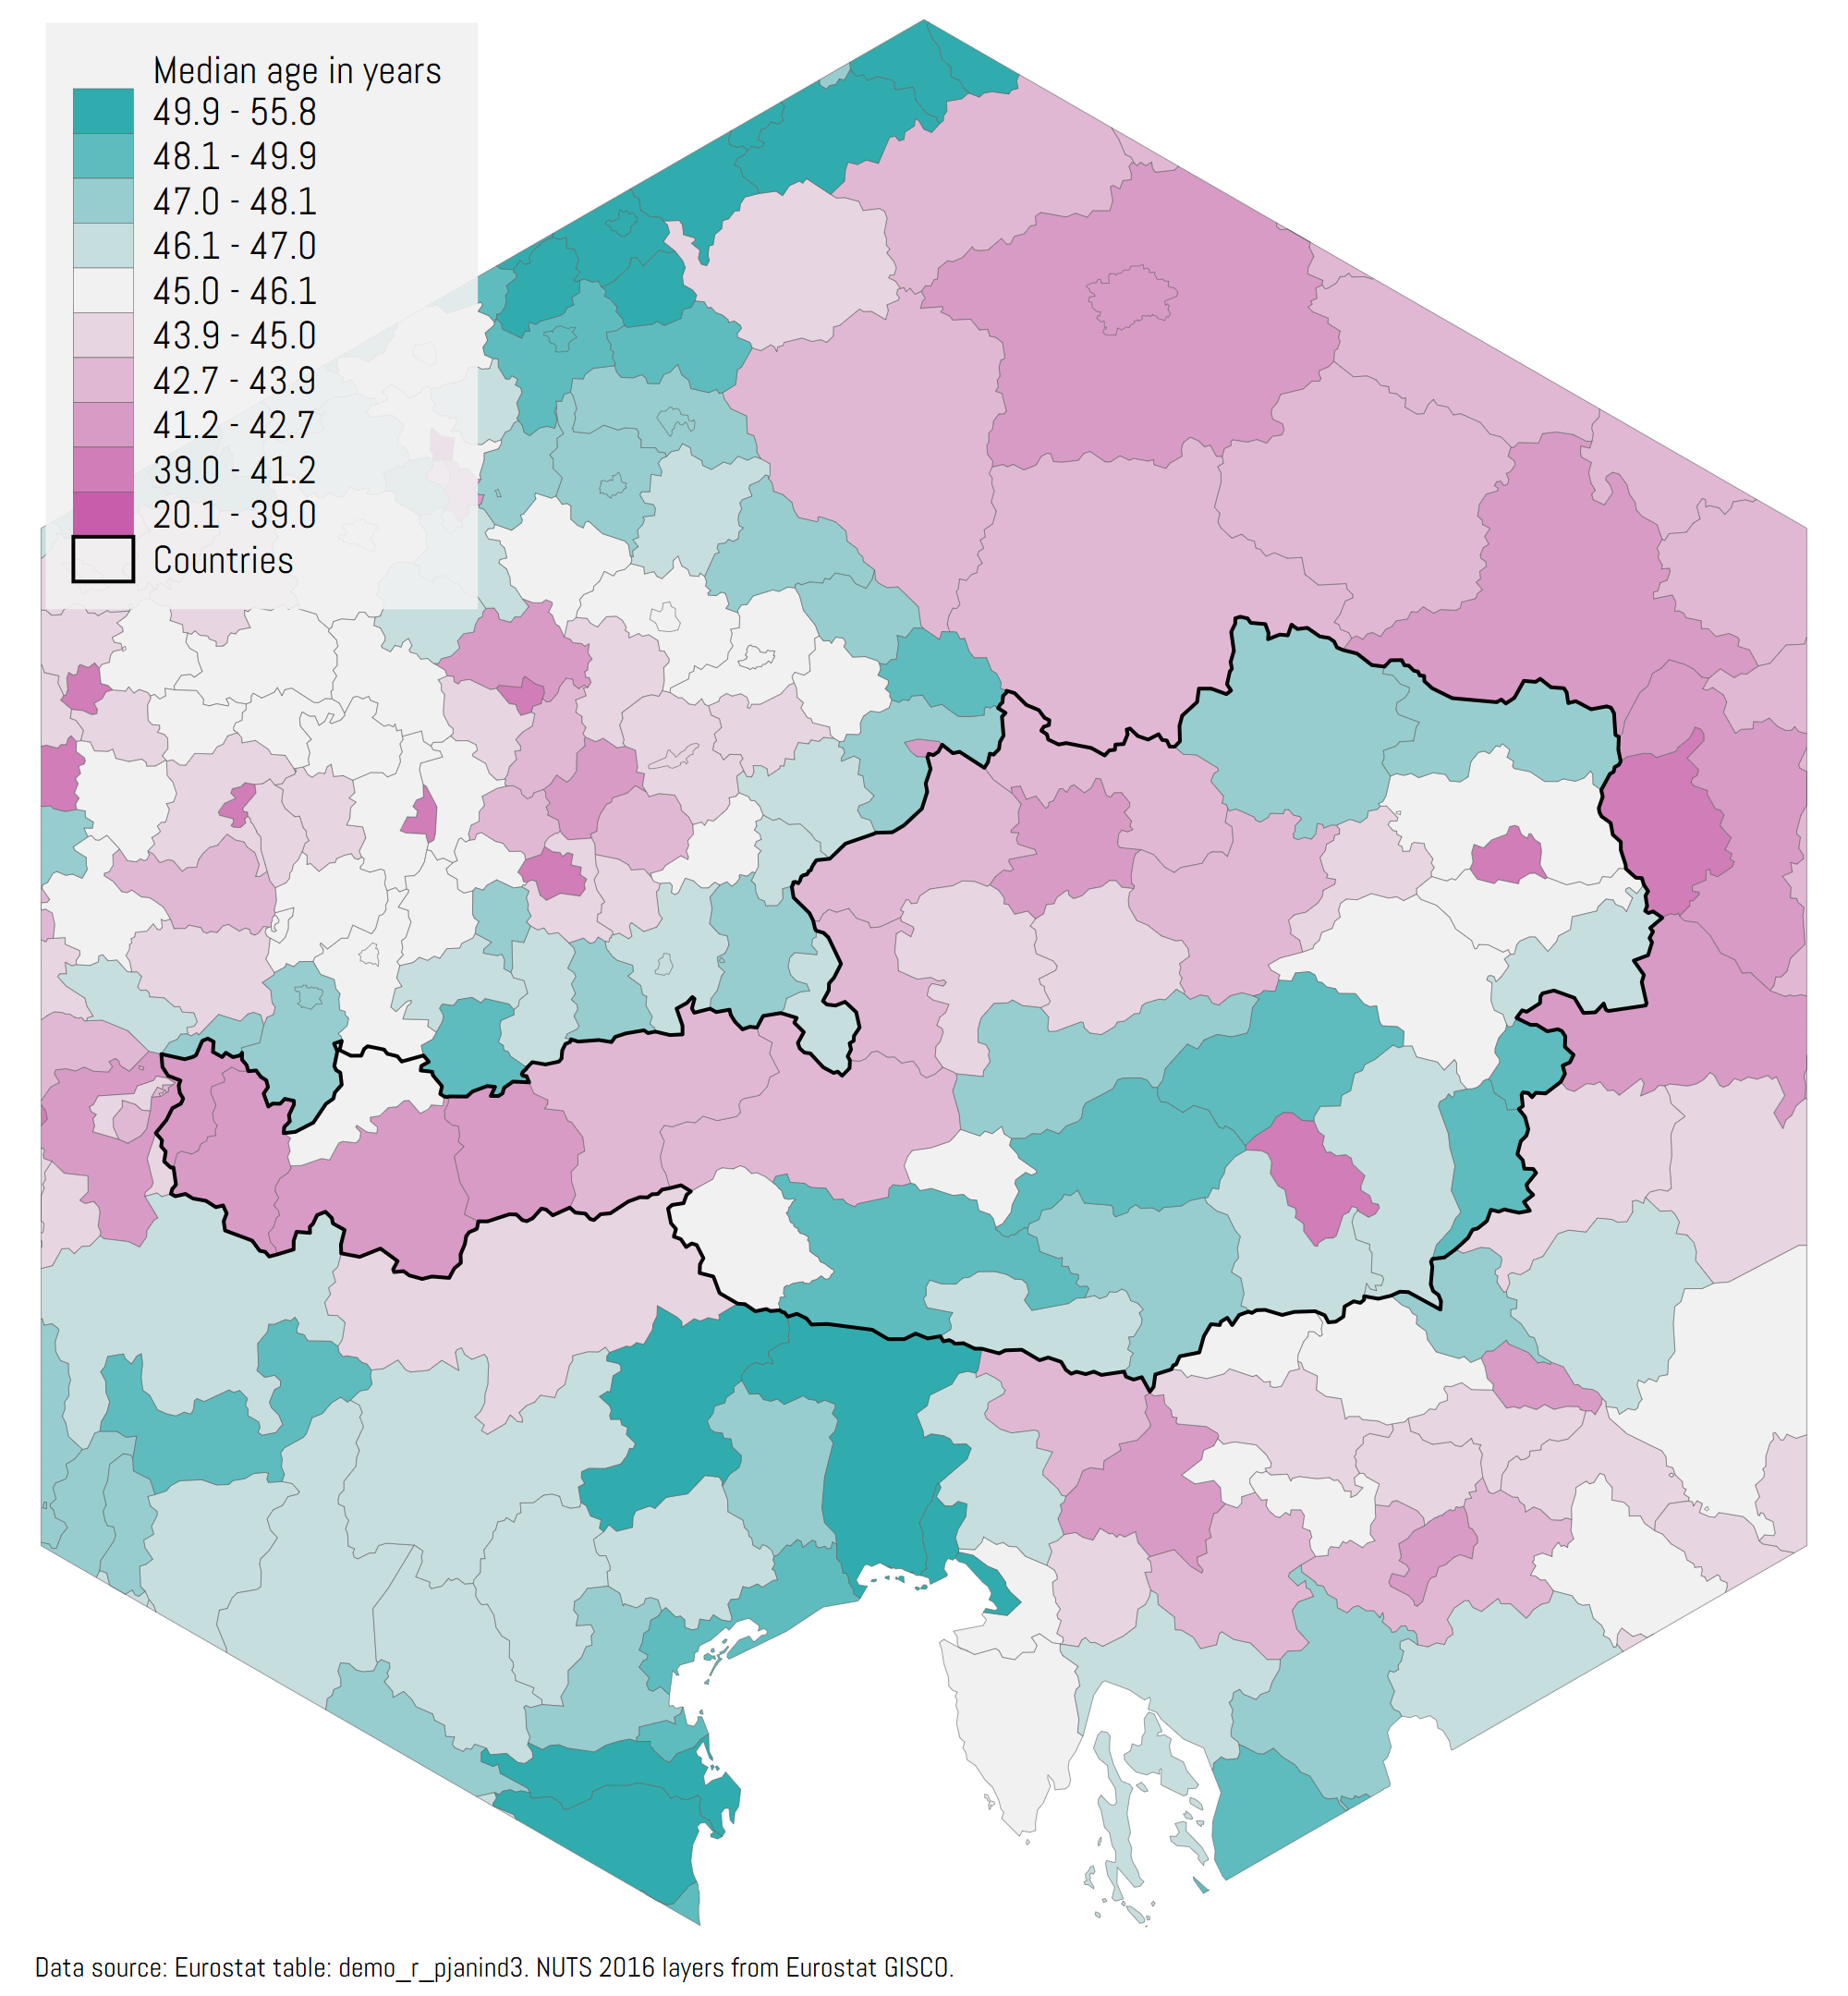 Median age in years
49.9 - 55.8
48.1 - 49.9
47.0 - 48.1
46.1 - 47.0
45.0 - 46.1
43.9 - 45.0
42.7 - 43.9
41.2 - 42.7
39.0 - 41.2
20.1 - 39.0
Countries
Data source: Eurostat table: demo_r_pjanind3. NUTS 2016 layers from Eurostat GISCO.